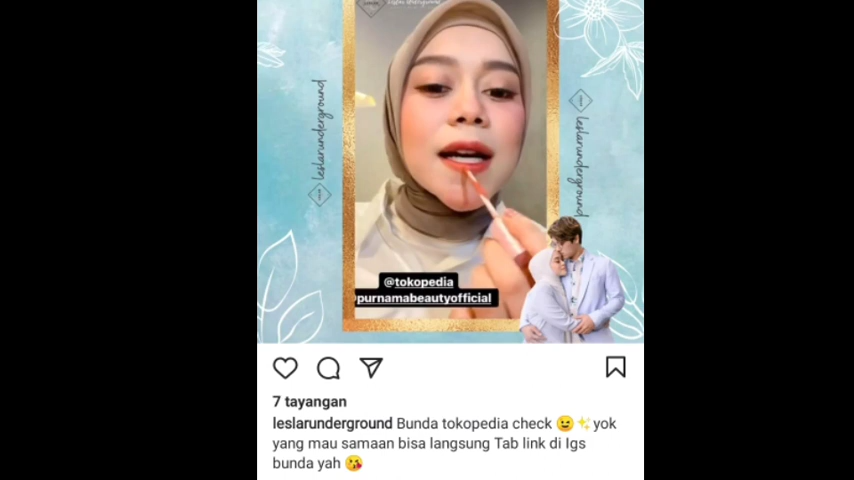 leslarunderground
leslarunderground
@tokopedia
purnamabeautyofficial
7 tayangan
leslarunderground Bunda tokopedia check 😉✨yok
yang mau samaan bisa langsung Tab link di Igs
bunda yah 😘